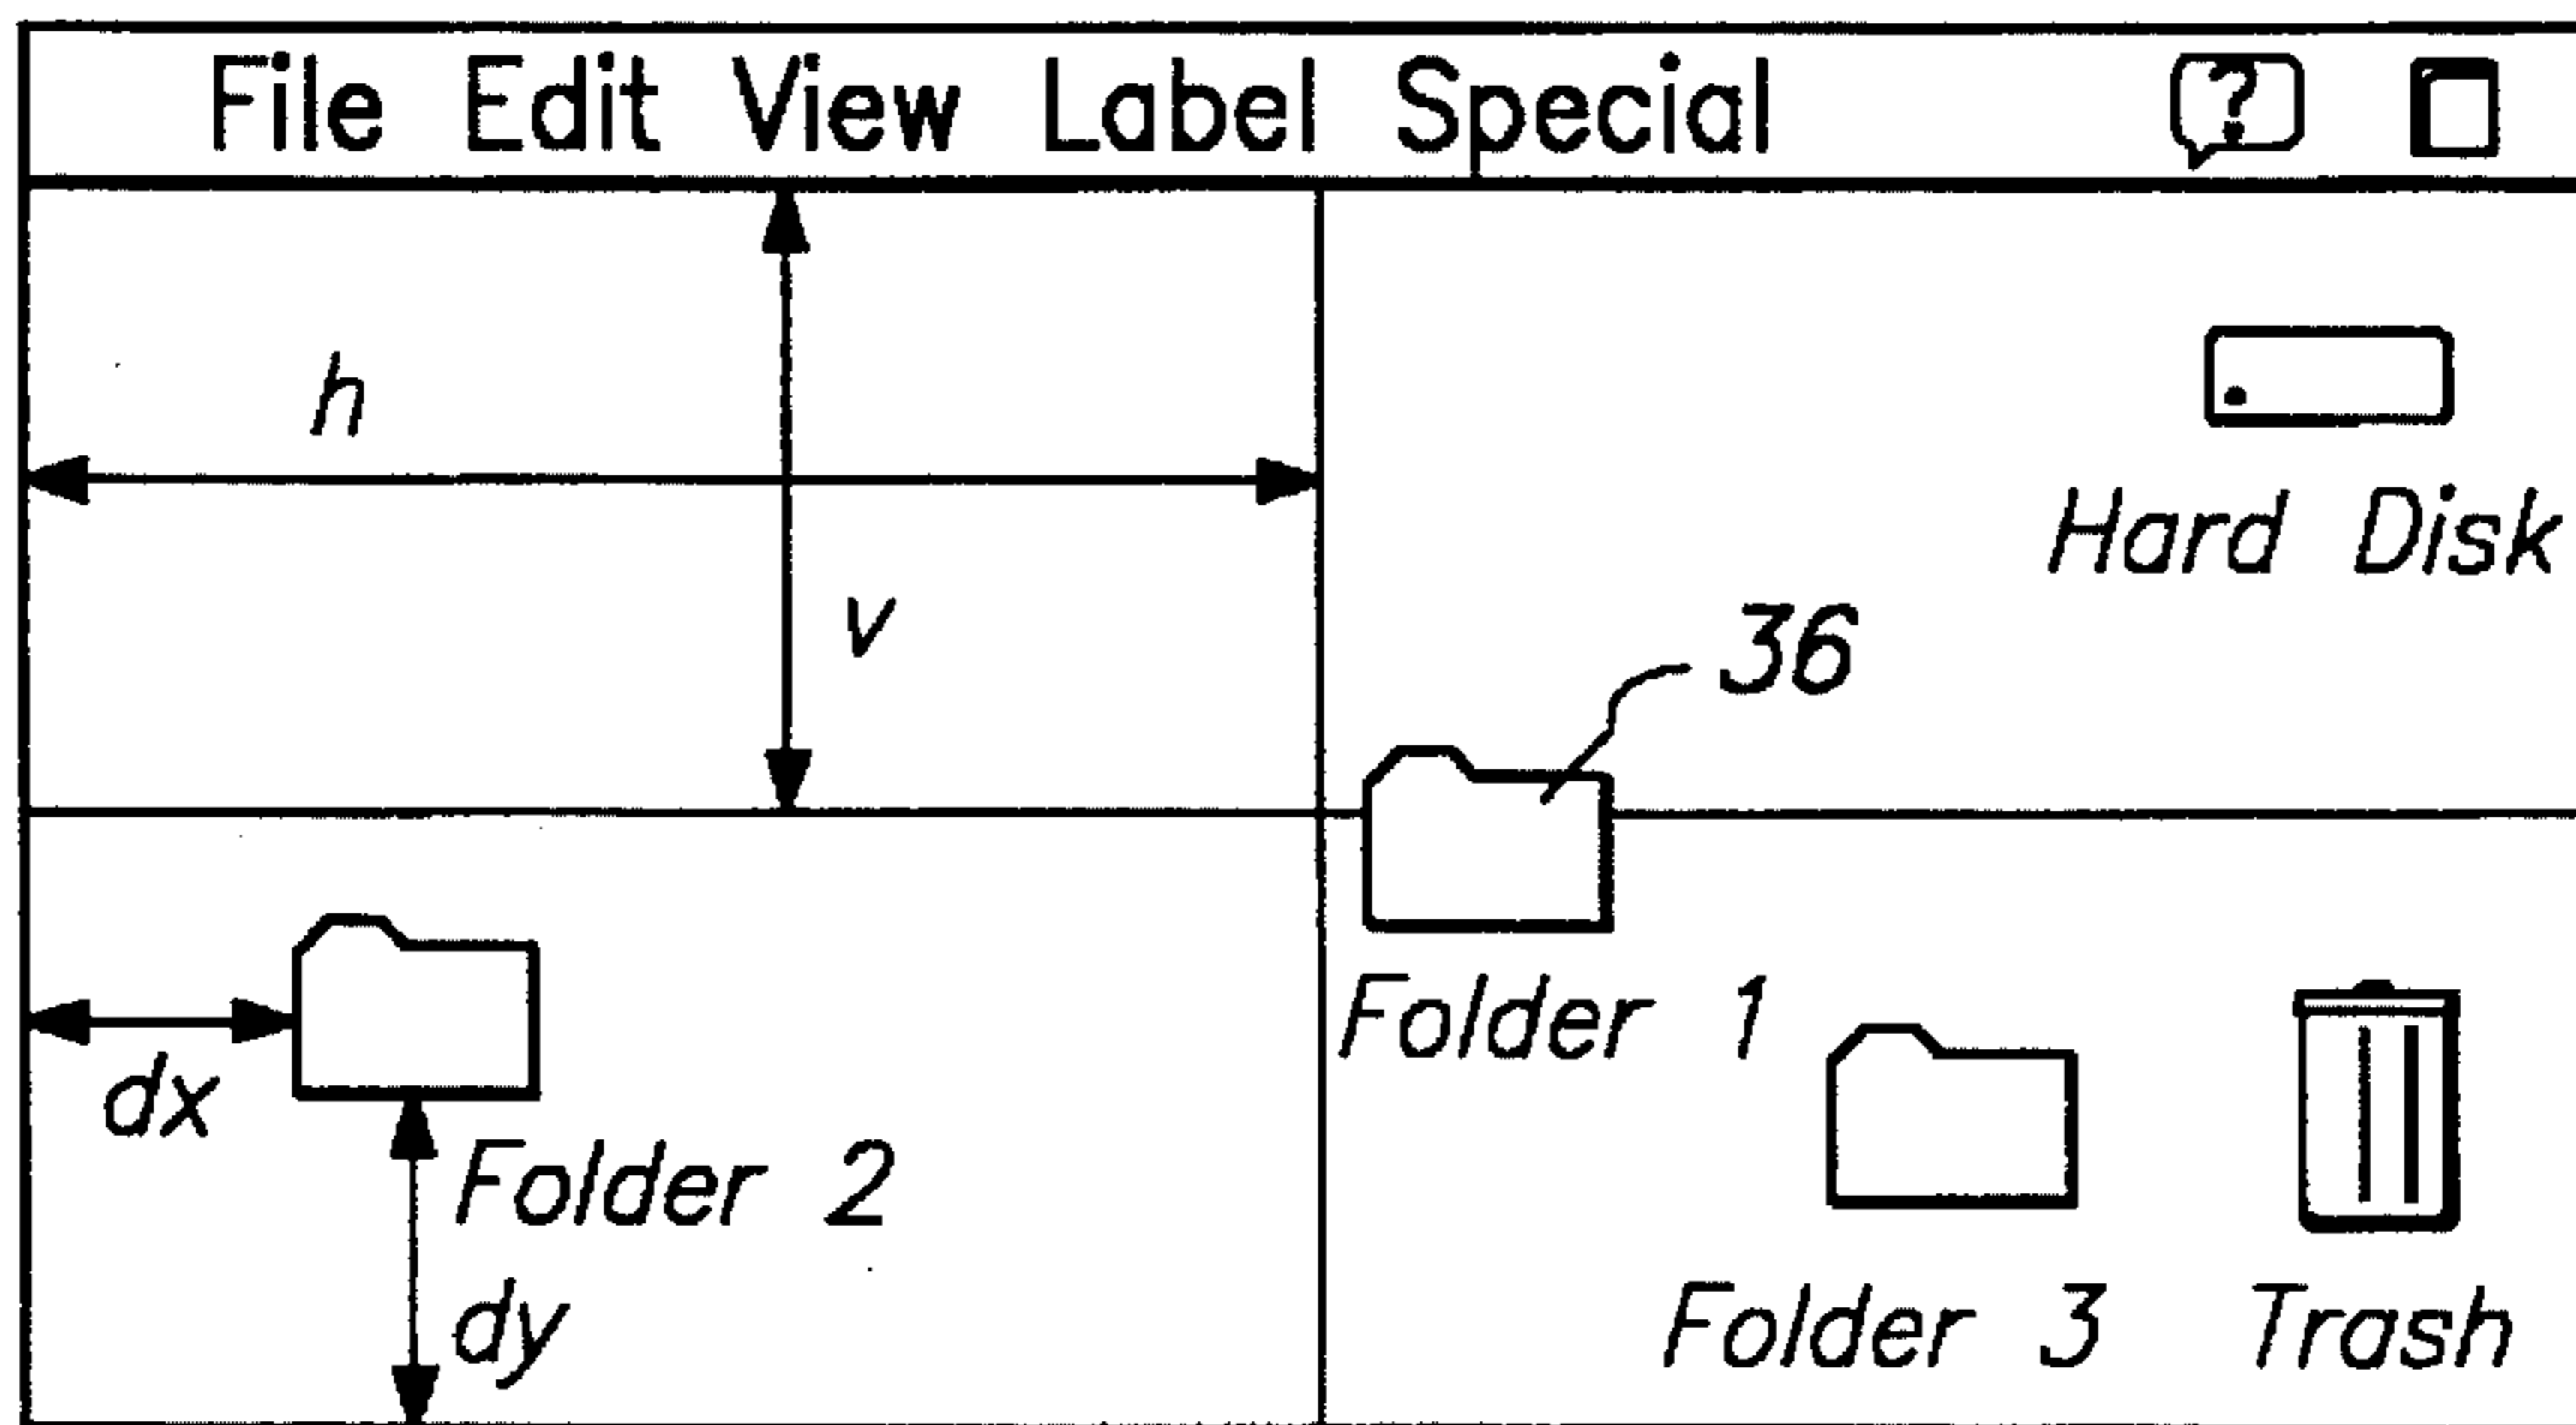 File Edit View Label Special ?
h
Hard Disk
v
36
Folder 1
dx
Folder 2
dy
Folder 3
Trash